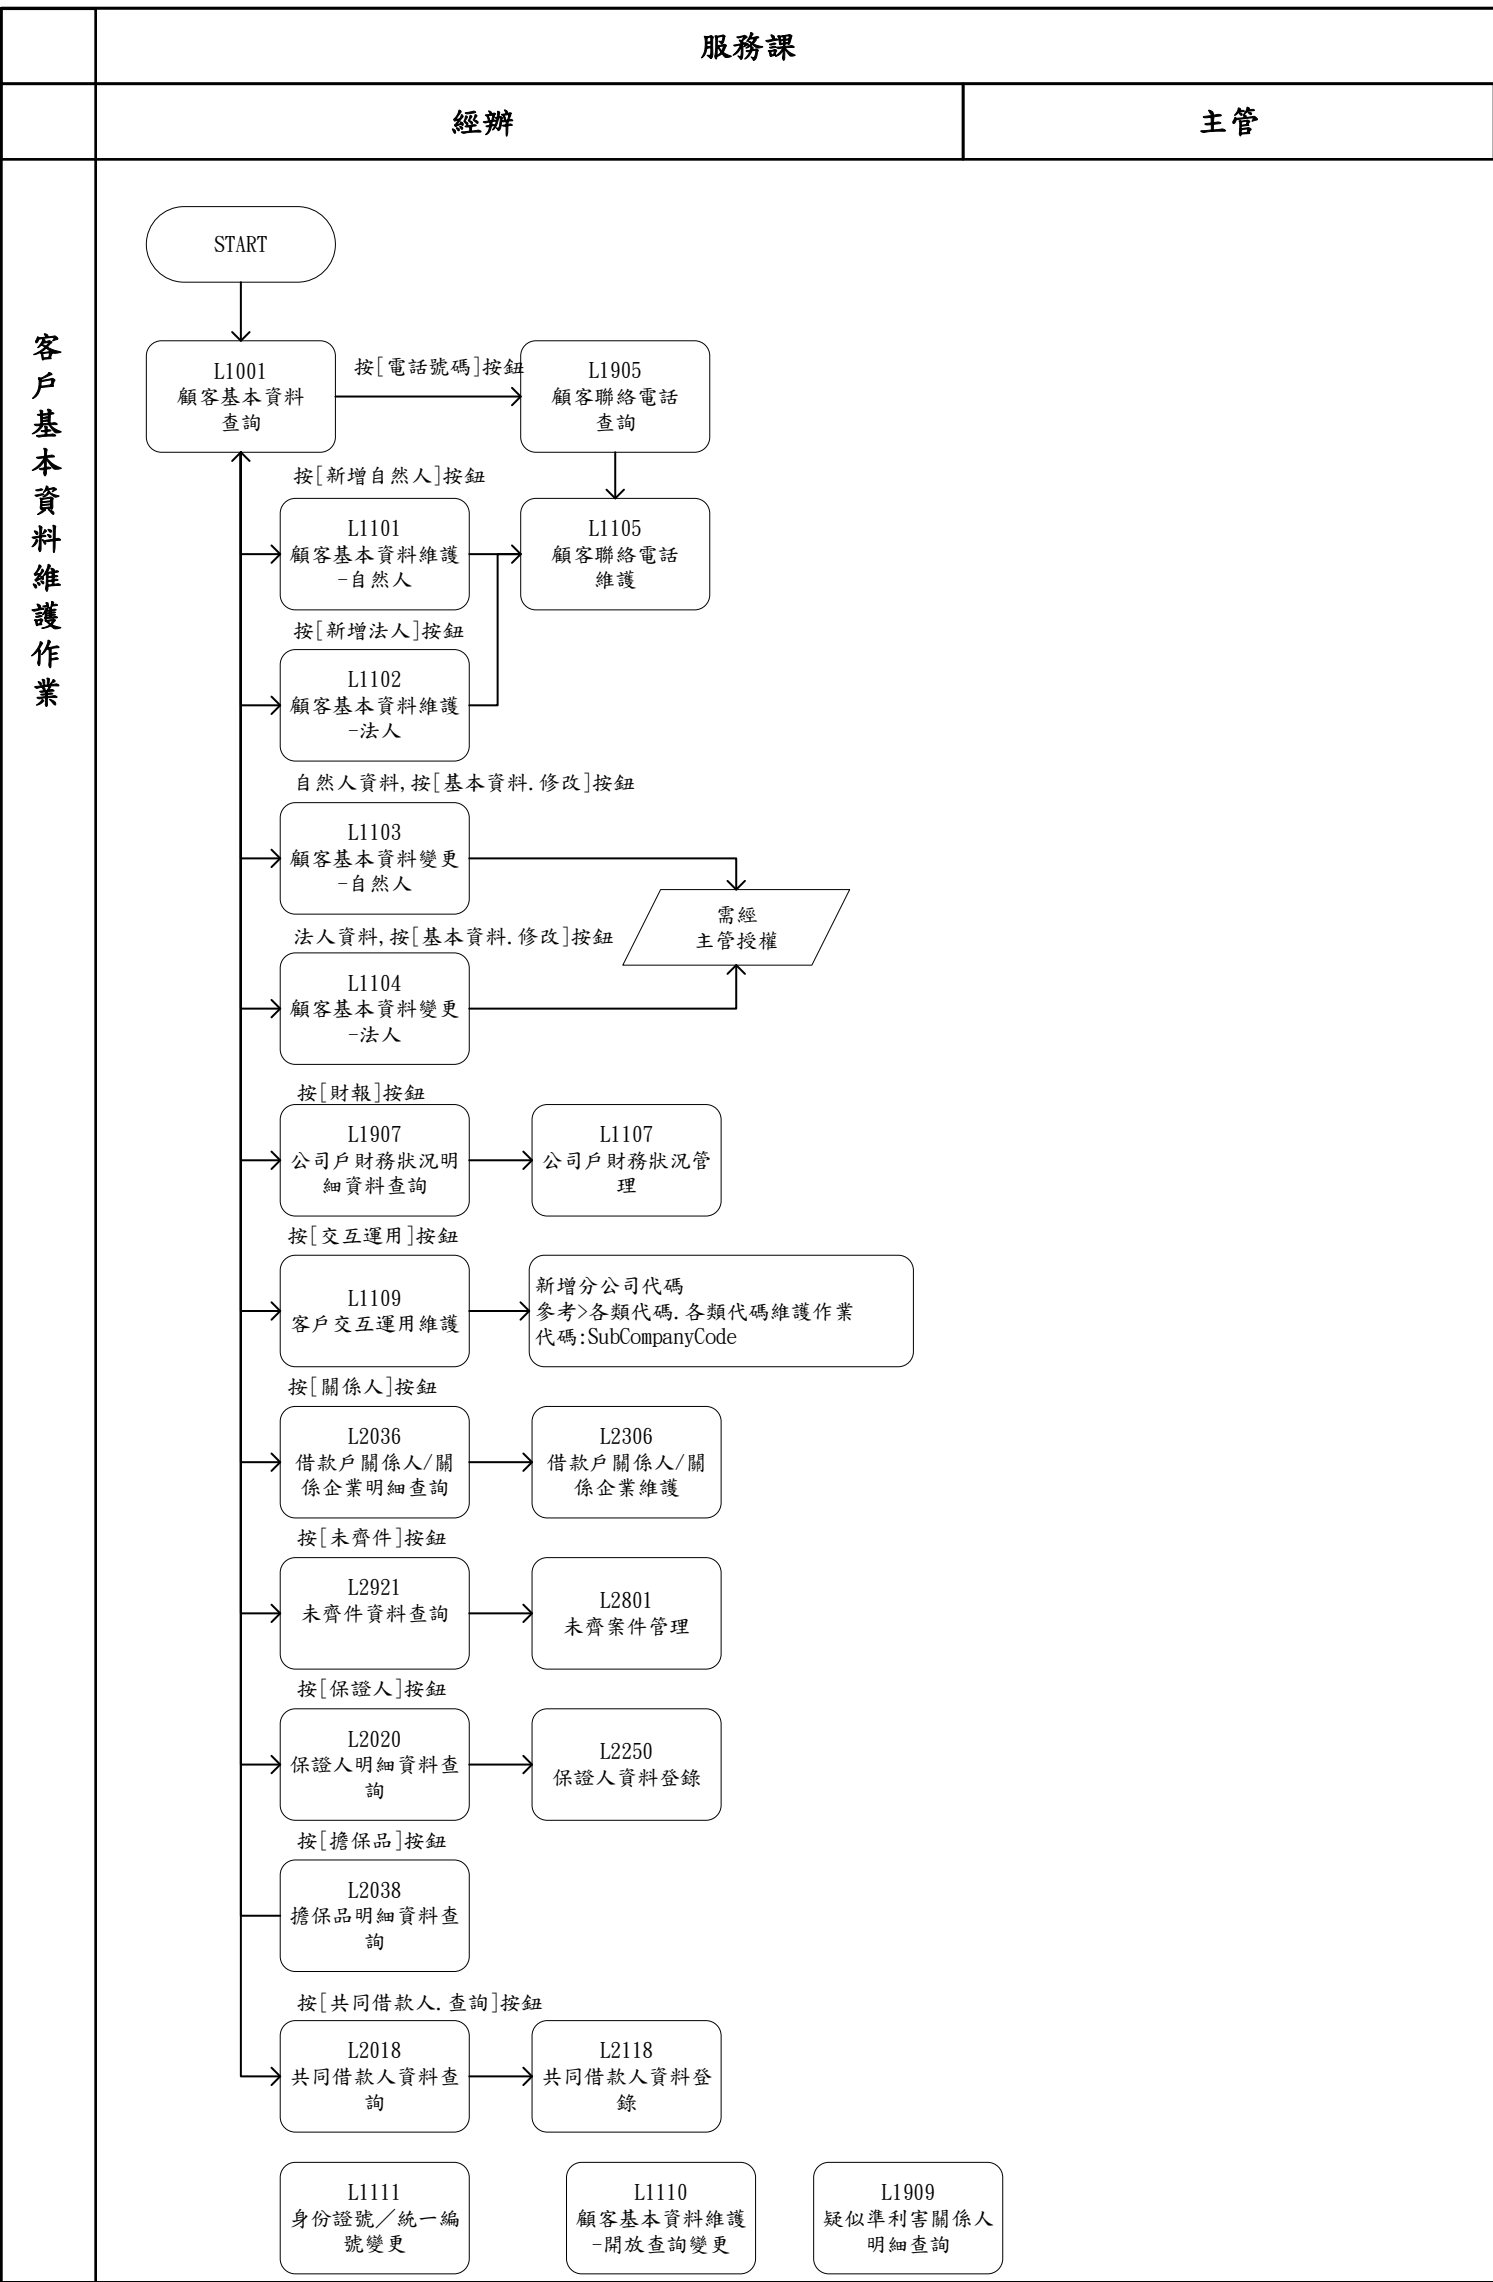 服務課
經辦
主管
客戶基本資料維護作業
START
L1001
顧客基本資料
查詢
按[電話號碼]按鈕
L1905
顧客聯絡電話
查詢
按[新增自然人]按鈕
L1101
顧客基本資料維護
-自然人
L1105
顧客聯絡電話
維護
按[新增法人]按鈕
L1102
顧客基本資料維護
-法人
自然人資料,按[基本資料.修改]按鈕
L1103
顧客基本資料變更
-自然人
需經
主管授權
法人資料,按[基本資料.修改]按鈕
L1104
顧客基本資料變更
-法人
按[財報]按鈕
L1907
公司戶財務狀況明
細資料查詢
L1107
公司戶財務狀況管
理
按[交互運用]按鈕
L1109
客戶交互運用維護
新增分公司代碼
參考>各類代碼.各類代碼維護作業
代碼:SubCompanyCode
按[關係人]按鈕
L2036
借款戶關係人/關
係企業明細查詢
L2306
借款戶關係人/關
係企業維護
按[未齊件]按鈕
L2921
未齊件資料查詢
L2801
未齊案件管理
按[保證人]按鈕
L2020
保證人明細資料查
詢
L2250
保證人資料登錄
按[擔保品]按鈕
L2038
擔保品明細資料查
詢
按[共同借款人.查詢]按鈕
L2018
共同借款人資料查
詢
L2118
共同借款人資料登
錄
L1111
身份證號／統一編
號變更
L1110
顧客基本資料維護
-開放查詢變更
L1909
疑似準利害關係人
明細查詢